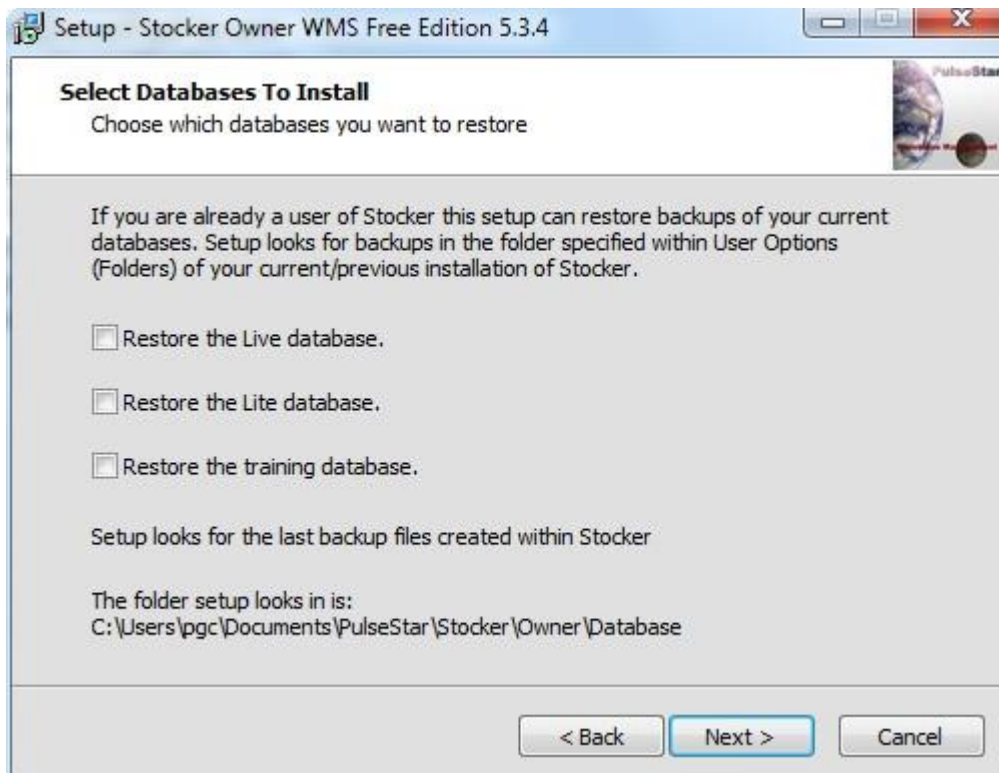 Setup - Stocker Owner WMS Free Edition 5.3.4
Select Databases To Install
Choose which databases you want to restore
PulseStar
If you are already a user of Stocker this setup can restore backups of your current
databases. Setup looks for backups in the folder specified within User Options
(Folders) of your current/previous installation of Stocker.
Restore the Live database.
Restore the Lite database.
Restore the training database.
Setup looks for the last backup files created within Stocker
The folder setup looks in is:
C:\Users\pgc\Documents\PulseStar\Stocker\Owner\Database
< Back
Next >
Cancel